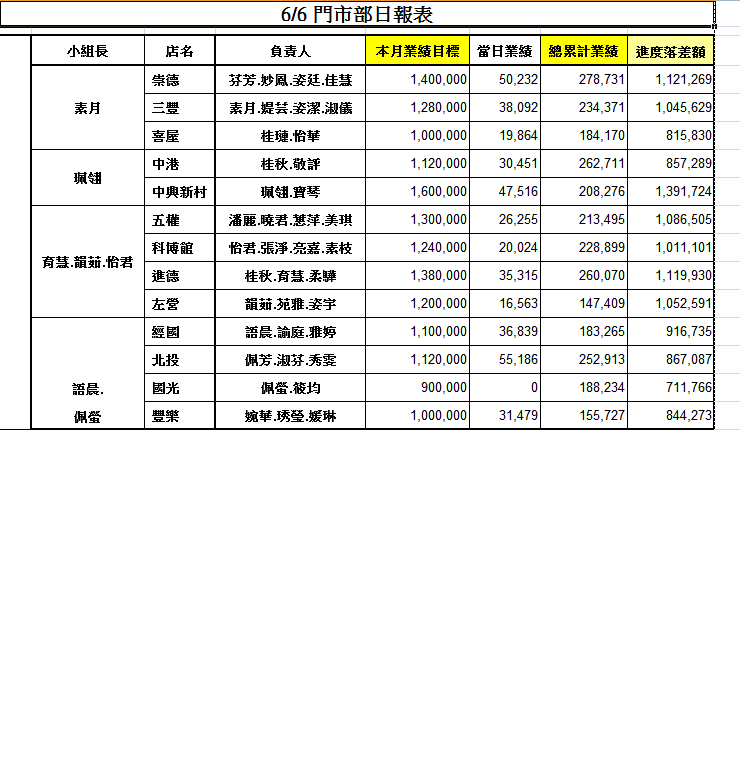 6/6 門市部日報表
小組長 店名 負責人 本月業績目標 當日業績 總累計業績 進度落差額
素月 崇德 芬芳.妙鳳.姿廷.佳慧 1,400,000 50,232 278,731 1,121,269
三豐 素月.緹芸.姿潔.淑儀 1,280,000 38,092 234,371 1,045,629
喜屋 桂璉.怡華 1,000,000 19,864 184,170 815,830
珮翎 中港 桂秋.敬評 1,120,000 30,451 262,711 857,289
中興新村 珮翎.寶琴 1,600,000 47,516 208,276 1,391,724
育慧.韻茹.怡君 五權 潘麗.曉君.蕙萍.美琪 1,300,000 26,255 213,495 1,086,505
科博館 怡君.張淨.亮嘉.素枝 1,240,000 20,024 228,899 1,011,101
進德 桂秋.育慧.柔驊 1,380,000 35,315 260,070 1,119,930
左營 韻茹.苑雅.姿宇 1,200,000 16,563 147,409 1,052,591
經國 語晨.諭庭.雅婷 1,100,000 36,839 183,265 916,735
北投 佩芳.淑芬.秀雯 1,120,000 55,186 252,913 867,087
語晨. 國光 佩螢.筱均 900,000 0 188,234 711,766
佩螢 豐樂 婉華.琇瑩.媛琳 1,000,000 31,479 155,727 844,273